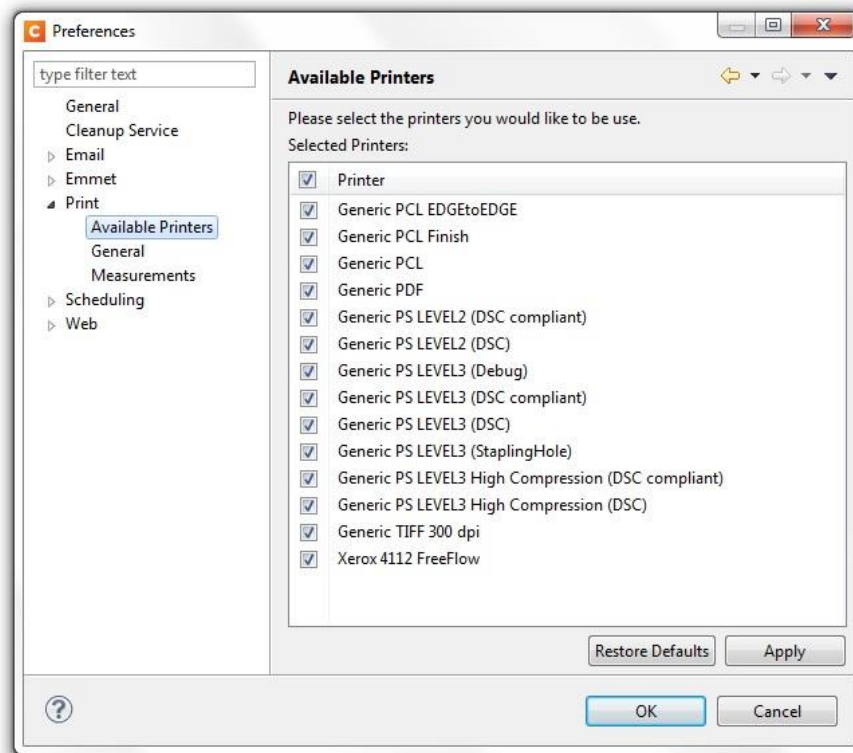 C Preferences
type filter text
General
Cleanup Service
Email
Emmet
Print
Available Printers
General
Measurements
Scheduling
Web
Available Printers
Please select the printers you would like to be use.
Selected Printers:
Printer
Generic PCL EDGEtoEDGE
Generic PCL Finish
Generic PCL
Generic PDF
Generic PS LEVEL2 (DSC compliant)
Generic PS LEVEL2 (DSC)
Generic PS LEVEL3 (Debug)
Generic PS LEVEL3 (DSC compliant)
Generic PS LEVEL3 (DSC)
Generic PS LEVEL3 (StaplingHole)
Generic PS LEVEL3 High Compression (DSC compliant)
Generic PS LEVEL3 High Compression (DSC)
Generic TIFF 300 dpi
Xerox 4112 FreeFlow
Restore Defaults Apply
? OK Cancel